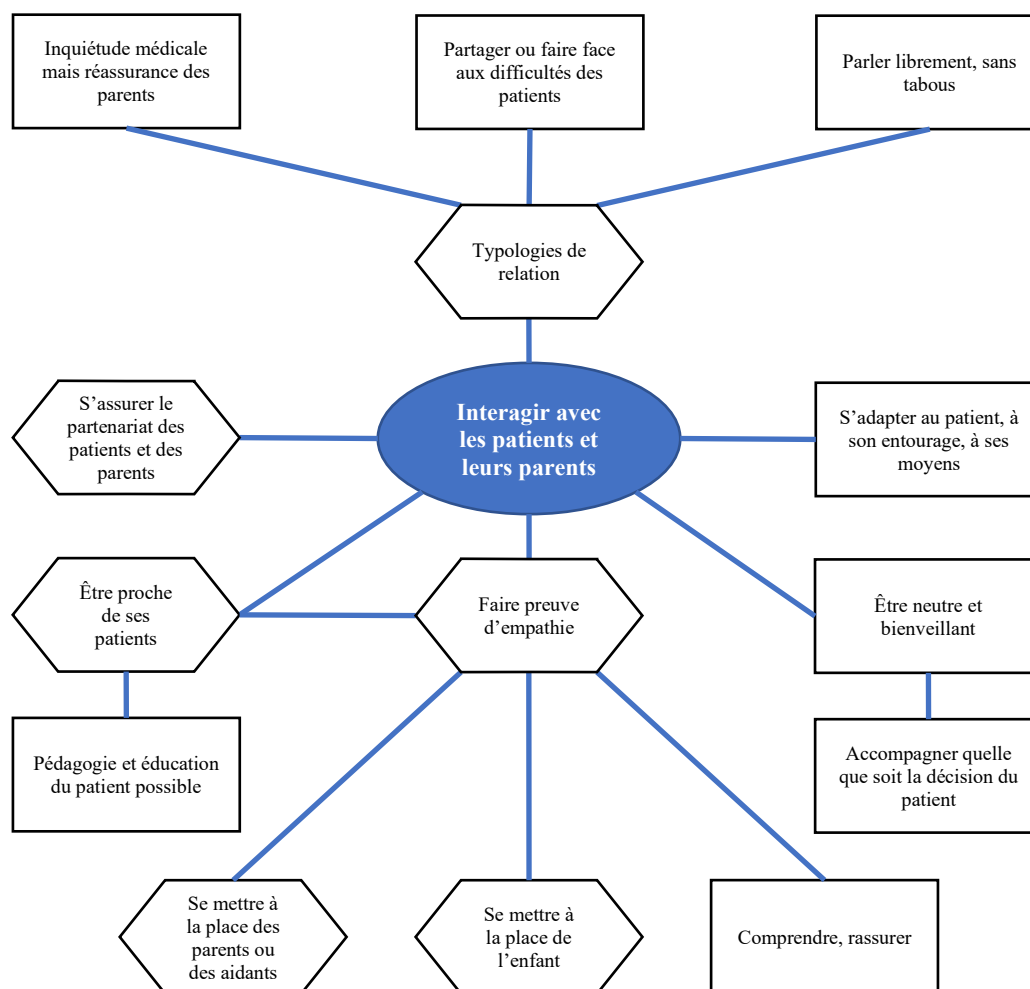 Inquiétude médicale
mais réassurance des
parents
Partager ou faire face
aux difficultés des
patients
Parler librement, sans
tabous
Typologies de
relation
S’assurer le
partenariat des
patients et des
parents
Interagir avec
les patients et
leurs parents
S’adapter au patient, à
son entourage, à ses
moyens
Être proche
de ses
patients
Faire preuve
d’empathie
Être neutre et
bienveillant
Pédagogie et éducation
du patient possible
Accompagner quelle
que soit la décision du
patient
Se mettre à
la place des
parents ou
des aidants
Se mettre à
la place de
l’enfant
Comprendre, rassurer